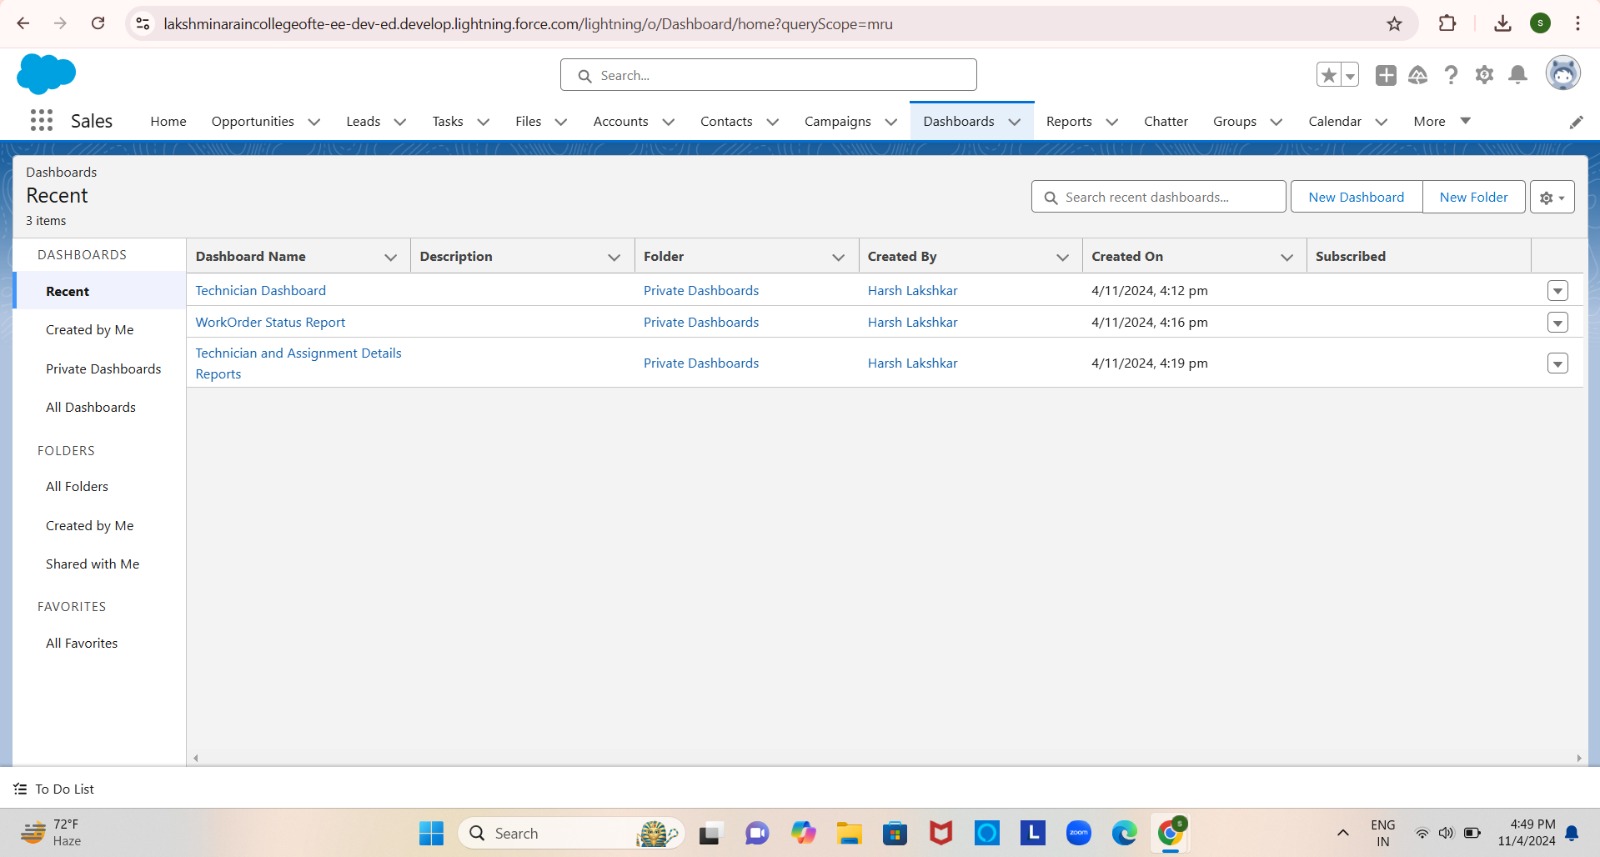 lakshminaraincollegeofte-ee-dev-ed.develop.lightning.force.com/lightning/o/Dashboard/home?queryScope=mru
S
Search...
Sales
Home
Opportunities
Leads
Tasks
Files
Accounts
Contacts
Campaigns
Dashboards
Reports
Chatter
Groups
Calendar
More
Dashboards
Recent
3 items
Search recent dashboards...
New Dashboard
New Folder
DASHBOARDS
Recent
Created by Me
Private Dashboards
All Dashboards
FOLDERS
All Folders
Created by Me
Shared with Me
FAVORITES
All Favorites
Dashboard Name Description Folder Created By Created On Subscribed
Technician Dashboard Private Dashboards Harsh Lakshkar 4/11/2024, 4:12 pm
WorkOrder Status Report Private Dashboards Harsh Lakshkar 4/11/2024, 4:16 pm
Technician and Assignment Details
Reports Private Dashboards Harsh Lakshkar 4/11/2024, 4:19 pm
To Do List
72°F
Haze
Search
L
zoom
S
ENG
IN
4:49 PM
11/4/2024